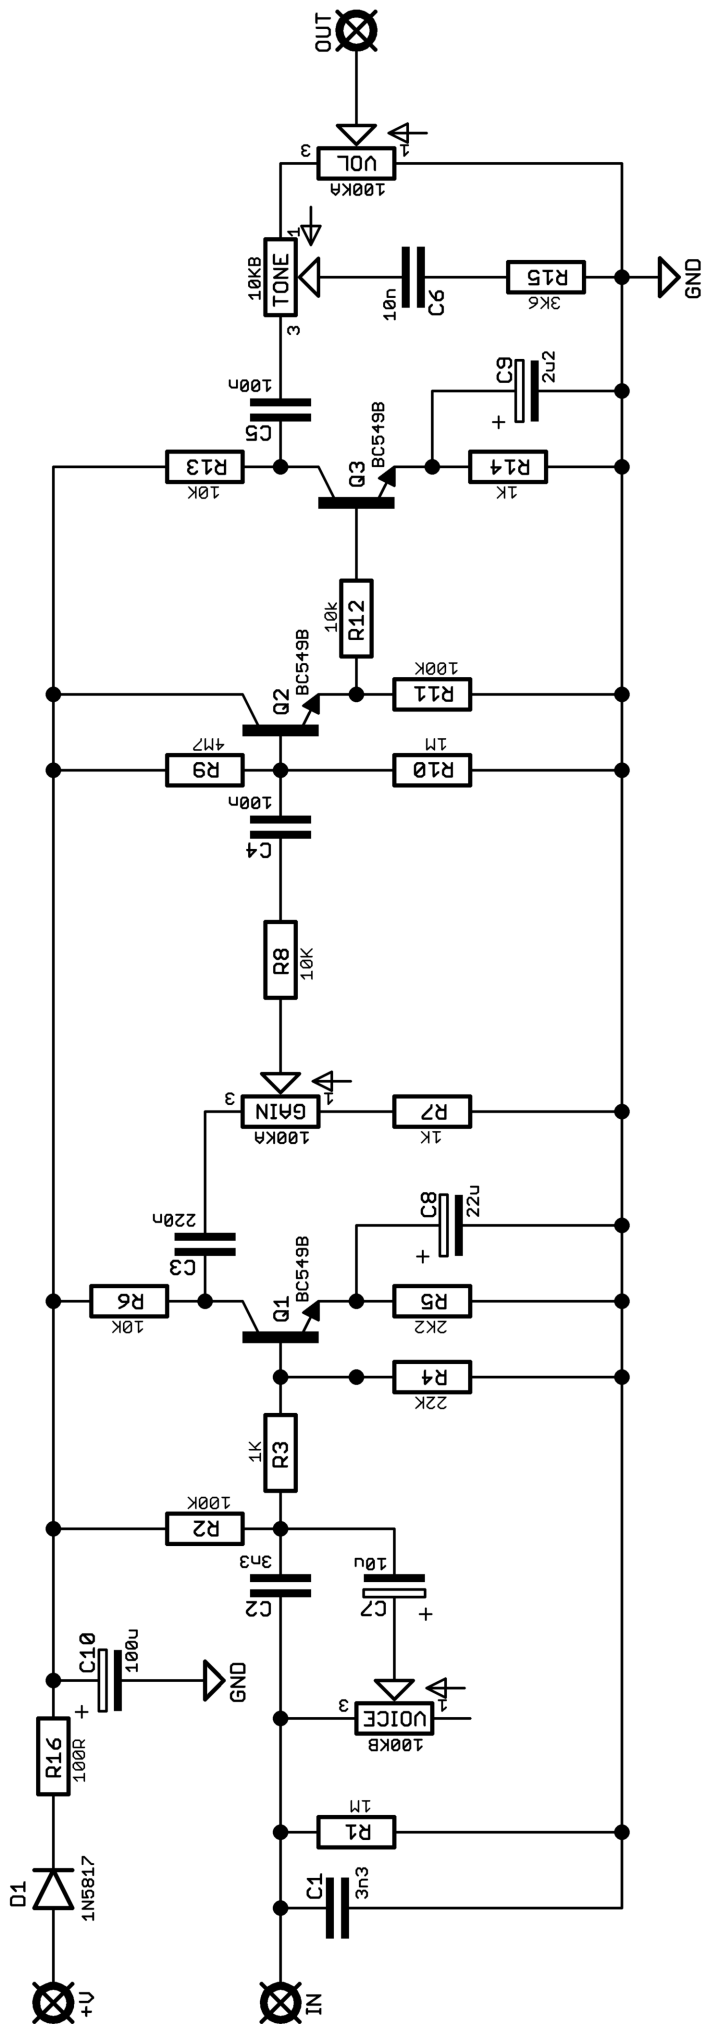 +V
D1
1N5817
R16
100R
C10
+
100u
GND
IN
C1
3n3
R1
1M
VOICE
100KB
3
1
C7
10u
+
C2
3n3
R2
100K
R3
1K
R4
22K
Q1
BC549B
R6
10K
R5
2K2
C8
+
22u
C3
220n
GAIN
100KA
3
1
R7
1K
R8
10K
C4
100n
R9
4M7
R10
1M
Q2
BC549B
R11
100K
R12
10k
Q3
BC549B
R13
10K
R14
1K
C9
+
2u2
C5
100n
TONE
10KB
3
1
C6
10n
R15
3K6
GND
VOL
100KA
3
1
OUT